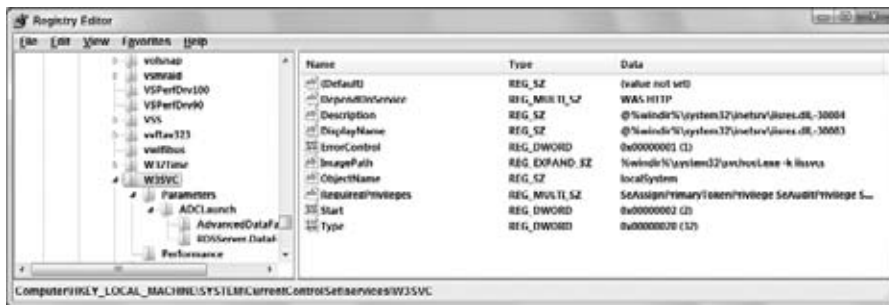 Registry Editor
File Edit View Favorites Help
volsnap
vsmraid
VSPerfDrv100
VSPerfDrv90
VSS
vwifibus
W32Time
W3SVC
Parameters
ADCLaunch
AdvancedDataFa
RDSServer.DataF
Performance
Name Type Data
(Default) REG_SZ (value not set)
DependOnService REG_MULTI_SZ WAS HTTP
Description REG_SZ @%windir%\system32\inetsrv\iisres.dll,-30004
DisplayName REG_SZ @%windir%\system32\inetsrv\iisres.dll,-30003
ErrorControl REG_DWORD 0x00000001 (1)
ImagePath REG_EXPAND_SZ %windir%\system32\svchost.exe -k iissvcs
ObjectName REG_SZ localSystem
RequiredPrivileges REG_MULTI_SZ SeAssignPrimaryTokenPrivilege SeAuditPrivilege S...
Start REG_DWORD 0x00000002 (2)
Type REG_DWORD 0x00000020 (32)
Computer\HKEY_LOCAL_MACHINE\SYSTEM\CurrentControlSet\services\W3SVC